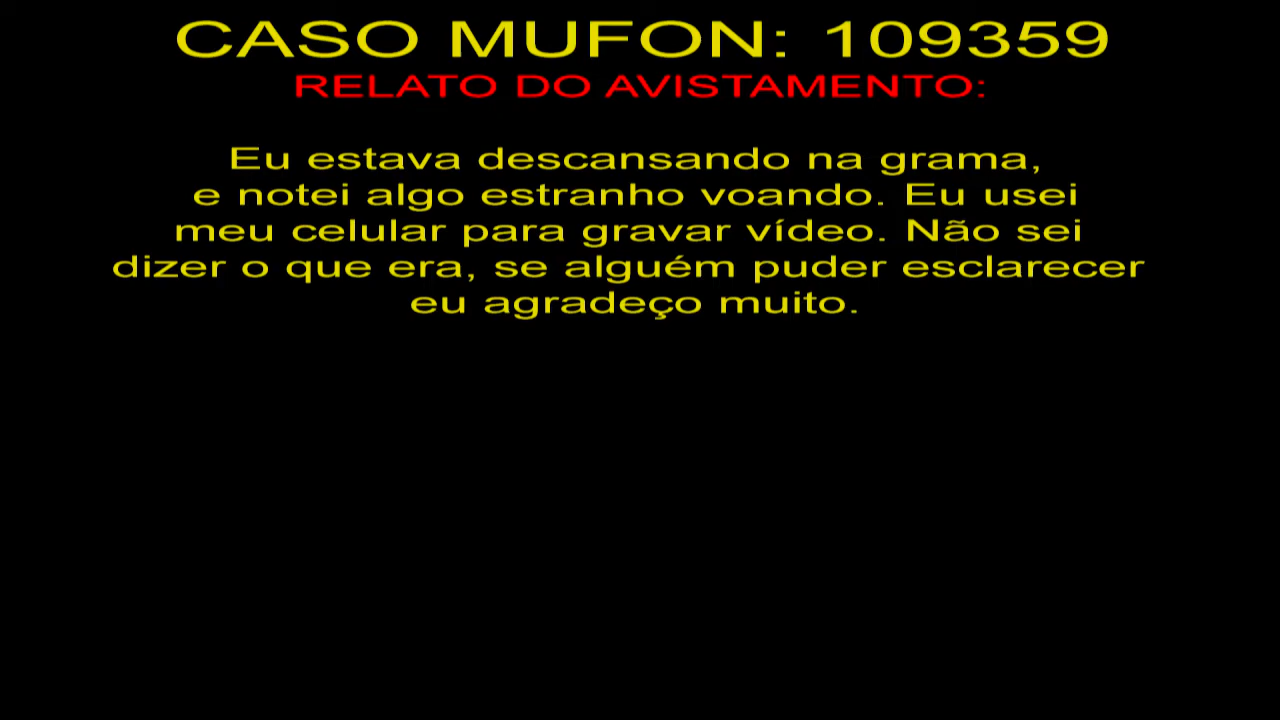 CASO MUFON: 109359
RELATO DO AVISTAMENTO:
Eu estava descansando na grama,
e notei algo estranho voando. Eu usei
meu celular para gravar vídeo. Não sei
dizer o que era, se alguém puder esclarecer
eu agradeço muito.